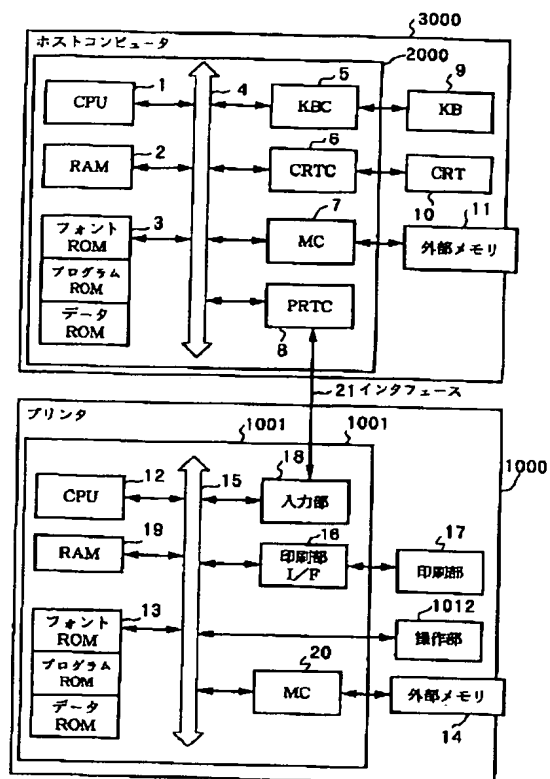 3000
ホストコンピュータ
2000
1
4
5
9
CPU
KBC
KB
2
6
RAM
CRTC
CRT
3
7
10
11
フォント
ROM
MC
外部メモリ
プログラム
ROM
データ
ROM
PRTC
8
21 インタフェース
プリンタ
1001
1001
1000
12
15
18
CPU
入力部
19
16
17
RAM
印刷部
I/F
印刷部
13
1012
フォント
ROM
操作部
プログラム
ROM
20
データ
ROM
MC
外部メモリ
14